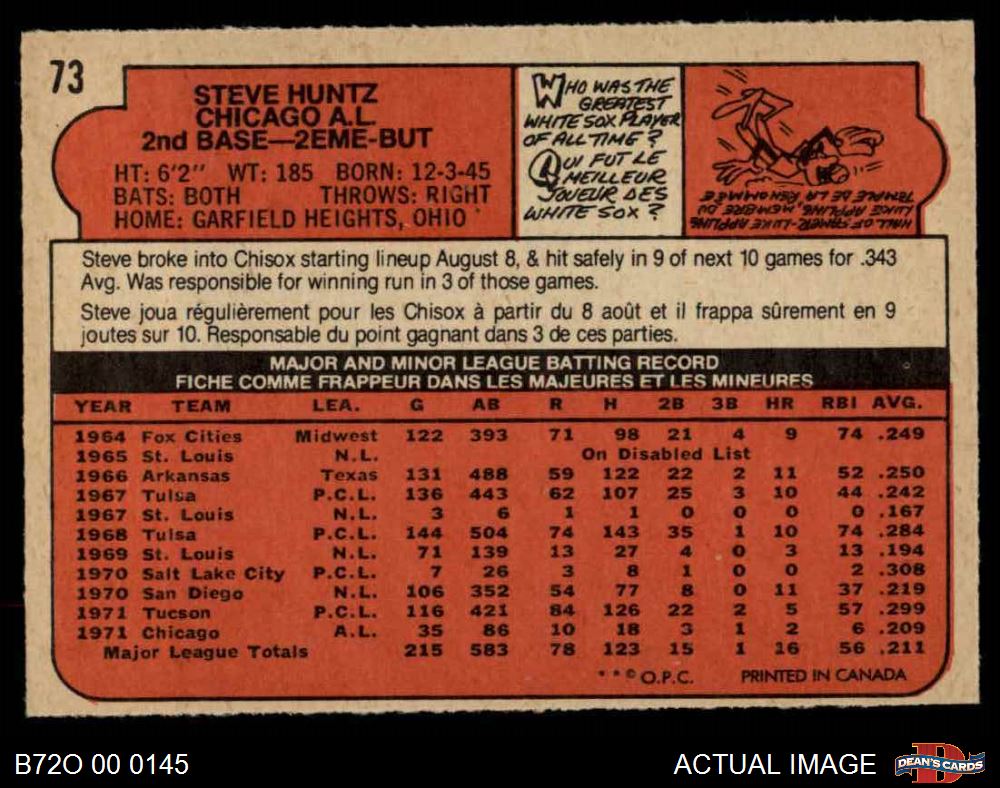 73
STEVE HUNTZ
CHICAGO A.L.
2nd BASE—2EME-BUT
HT: 6'2" WT: 185 BORN: 12-3-45
BATS: BOTH THROWS: RIGHT
HOME: GARFIELD HEIGHTS, OHIO
WHO WAS THE
GREATEST
WHITE SOX PLAYER
OF ALL TIME?
QUI FUT LE
MEILLEUR
JOUEUR DES
WHITE SOX?
HALL OF FAMER-LUKE APPLING
LUKE APPLING MEMBRE DU
TEMPLE DE LA RENOMMÉE
Steve broke into Chisox starting lineup August 8, & hit safely in 9 of next 10 games for .343
Avg. Was responsible for winning run in 3 of those games.
Steve joua régulièrement pour les Chisox à partir du 8 août et il frappa sûrement en 9
joutes sur 10. Responsable du point gagnant dans 3 de ces parties.
MAJOR AND MINOR LEAGUE BATTING RECORD
FICHE COMME FRAPPEUR DANS LES MAJEURES ET LES MINEURES
YEAR TEAM LEA. G AB R H 2B 3B HR RBI AVG.
1964 Fox Cities Midwest 122 393 71 98 21 4 9 74 .249
1965 St. Louis N.L. On Disabled List
1966 Arkansas Texas 131 488 59 122 22 2 11 52 .250
1967 Tulsa P.C.L. 136 443 62 107 25 3 10 44 .242
1967 St. Louis N.L. 3 6 1 1 0 0 0 0 .167
1968 Tulsa P.C.L. 144 504 74 143 35 1 10 74 .284
1969 St. Louis N.L. 71 139 13 27 4 0 3 13 .194
1970 Salt Lake City P.C.L. 7 26 3 8 1 0 0 2 .308
1970 San Diego N.L. 106 352 54 77 8 0 11 37 .219
1971 Tucson P.C.L. 116 421 84 126 22 2 5 57 .299
1971 Chicago A.L. 35 86 10 18 3 1 2 6 .209
Major League Totals 215 583 78 123 15 1 16 56 .211
**© O.P.C. PRINTED IN CANADA
B72O 00 0145
ACTUAL IMAGE
D
DEAN'S CARDS